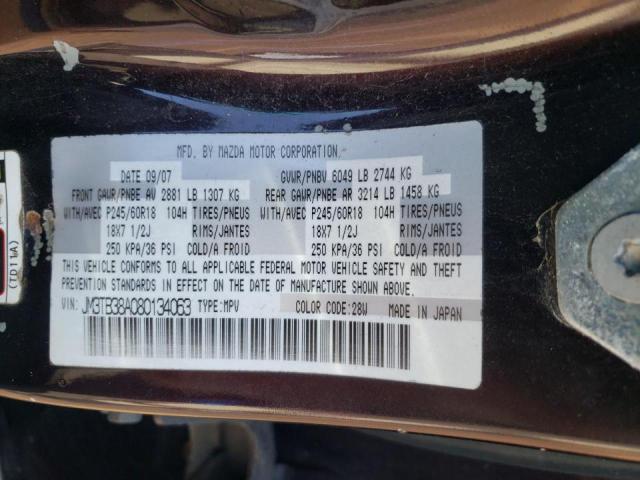 MFD. BY MAZDA MOTOR CORPORATION
DATE 09/07 GVWR/PNBV 6049 LB 2744 KG
FRONT GAWR/PNBE AV 2881 LB 1307 KG REAR GAWR/PNBE AR 3214 LB 1458 KG
WITH/AVEC P245/60R18 104H TIRES/PNEUS WITH/AVEC P245/60R18 104H TIRES/PNEUS
18X7 1/2J RIMS/JANTES 18X7 1/2J RIMS/JANTES
250 KPA/36 PSI COLD/A FROID 250 KPA/36 PSI COLD/A FROID
THIS VEHICLE CONFORMS TO ALL APPLICABLE FEDERAL MOTOR VEHICLE SAFETY AND THEFT
PREVENTION STANDARDS IN EFFECT ON THE DATE OF MANUFACTURE SHOWN ABOVE.
VIN: JM3TB38A080134063 TYPE: MPV COLOR CODE: 28W MADE IN JAPAN